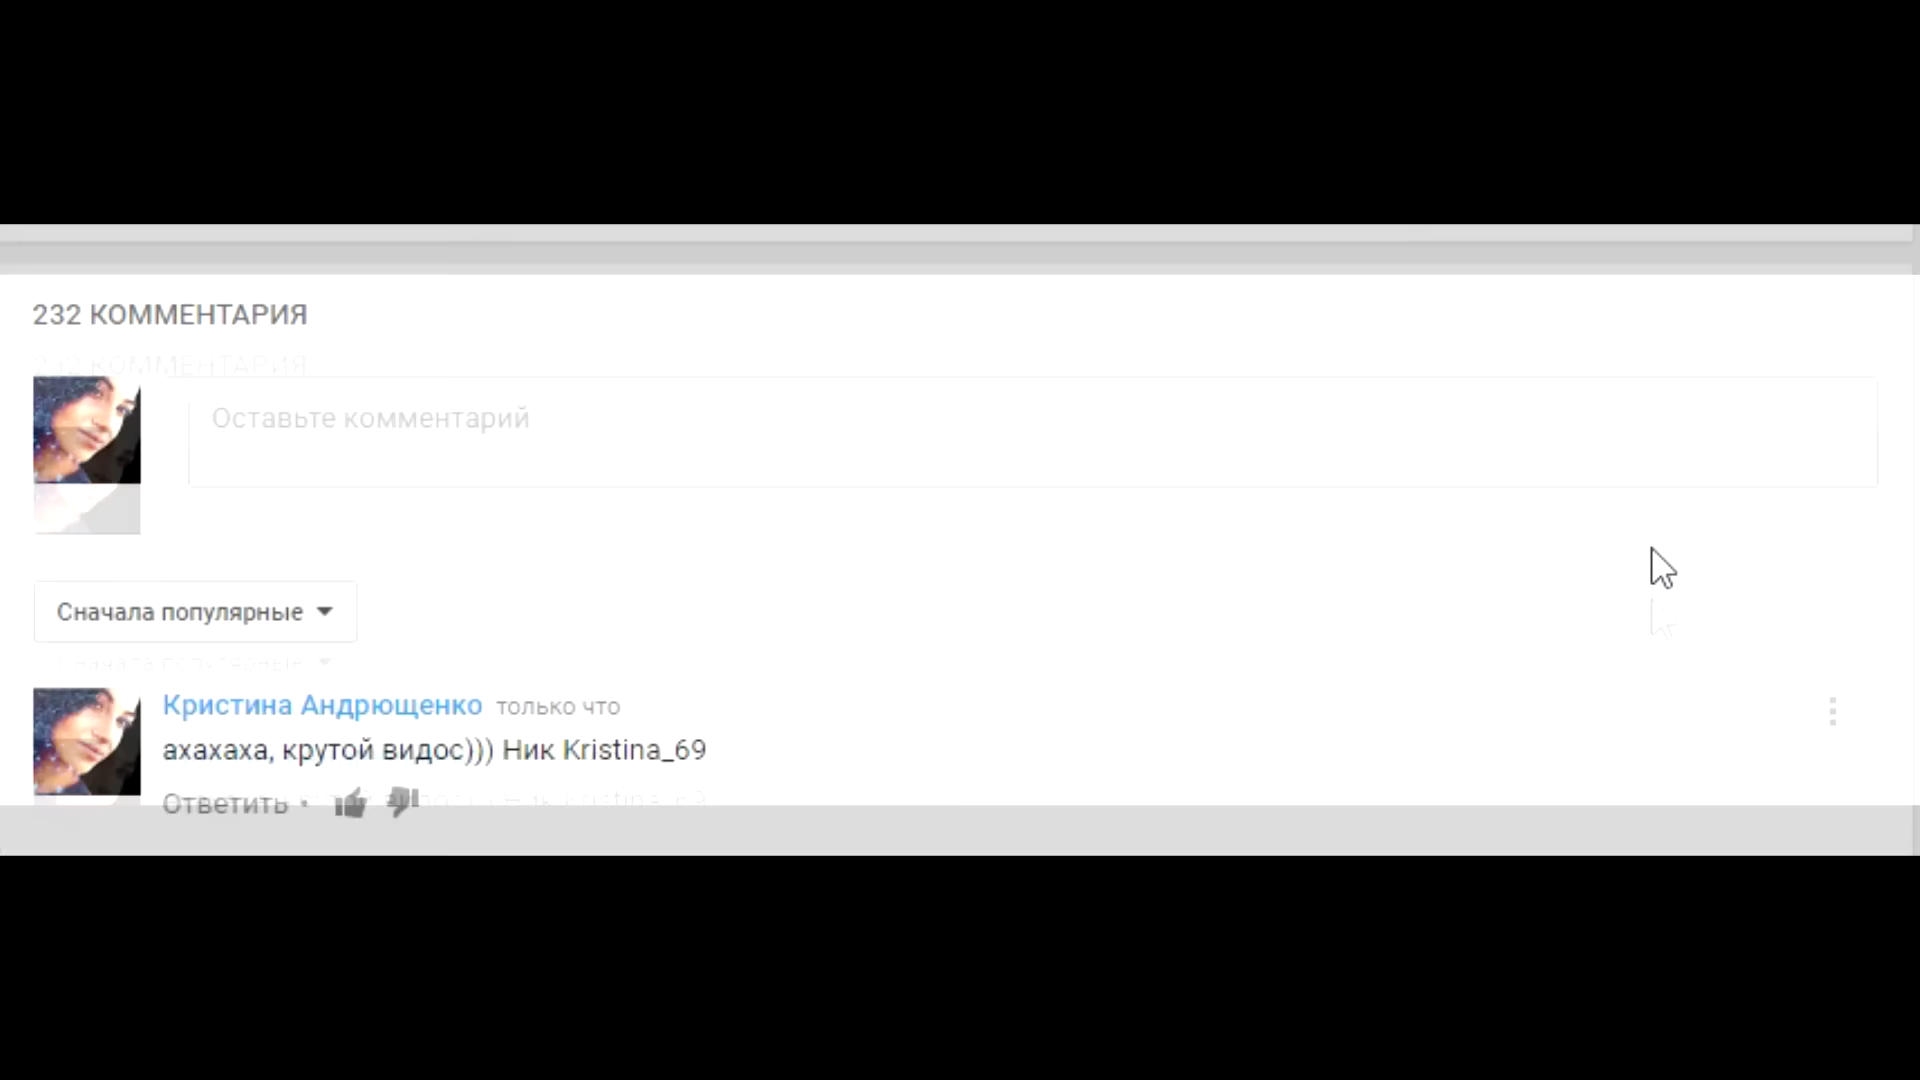 232 КОММЕНТАРИЯ
Оставьте комментарий
Сначала популярные
Кристина Андрющенко только что
ахахаха, крутой видос))) Ник Kristina_69
Ответить